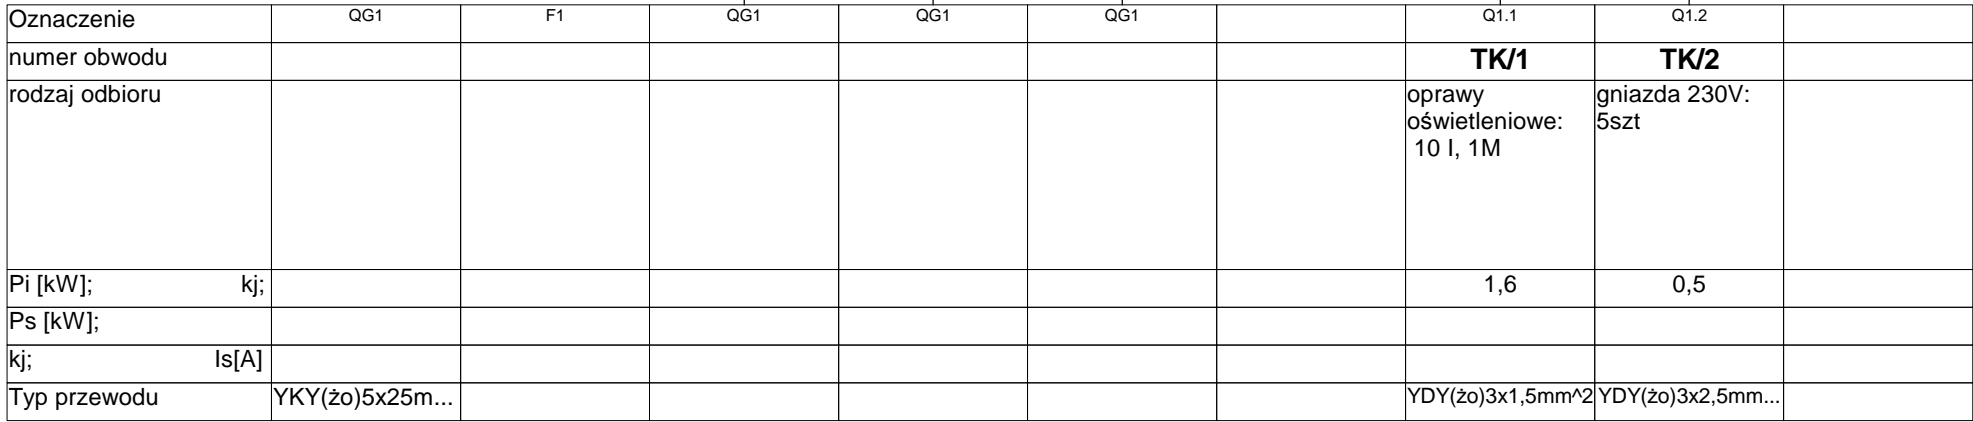 Oznaczenie QG1 F1 QG1 QG1 QG1 Q1.1 Q1.2
numer obwodu TK/1 TK/2
rodzaj odbioru oprawy gniazda 230V:
oświetleniowe: 5szt
10 I, 1M
Pi [kW]; kj; 1,6 0,5
Ps [kW];
kj; Is[A]
Typ przewodu YKY(żo)5x25m... YDY(żo)3x1,5mm^2 YDY(żo)3x2,5mm...